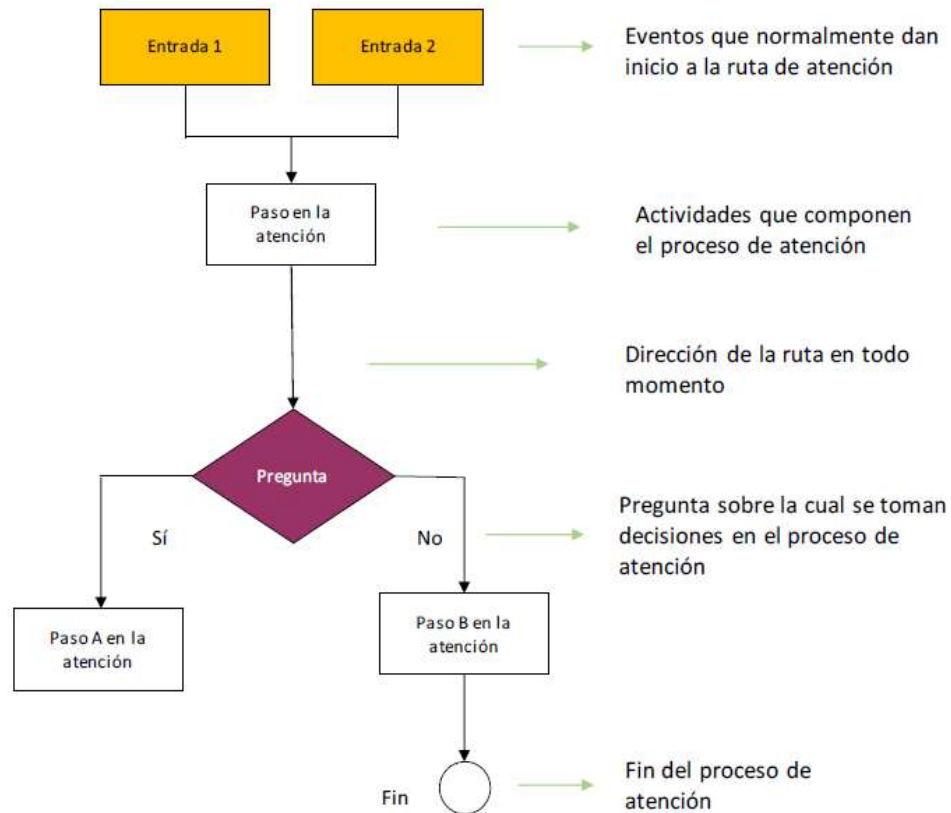 Entrada 1
Entrada 2
Eventos que normalmente dan
inicio a la ruta de atención
Paso en la
atención
Actividades que componen
el proceso de atención
Dirección de la ruta en todo
momento
Pregunta
Sí
No
Pregunta sobre la cual se toman
decisiones en el proceso de
atención
Paso A en la
atención
Paso B en la
atención
Fin
Fin del proceso de
atención